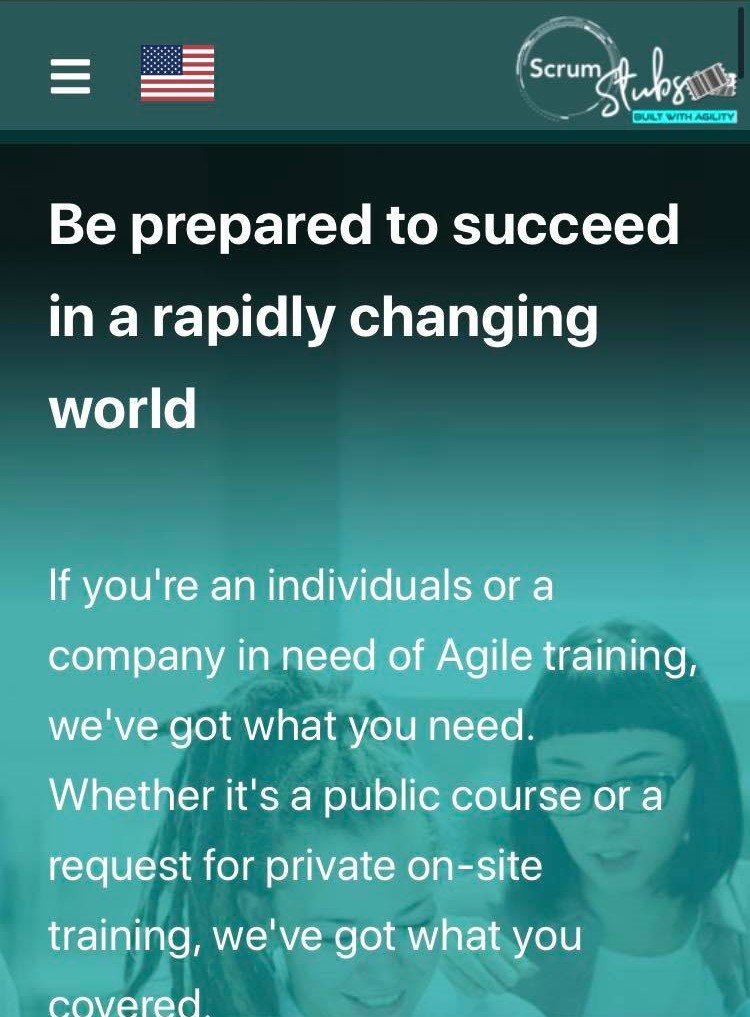 Scrum
Stubs
BUILT WITH AGILITY
Be prepared to succeed
in a rapidly changing
world
If you're an individuals or a
company in need of Agile training,
we've got what you need.
Whether it's a public course or a
request for private on-site
training, we've got what you
covered.